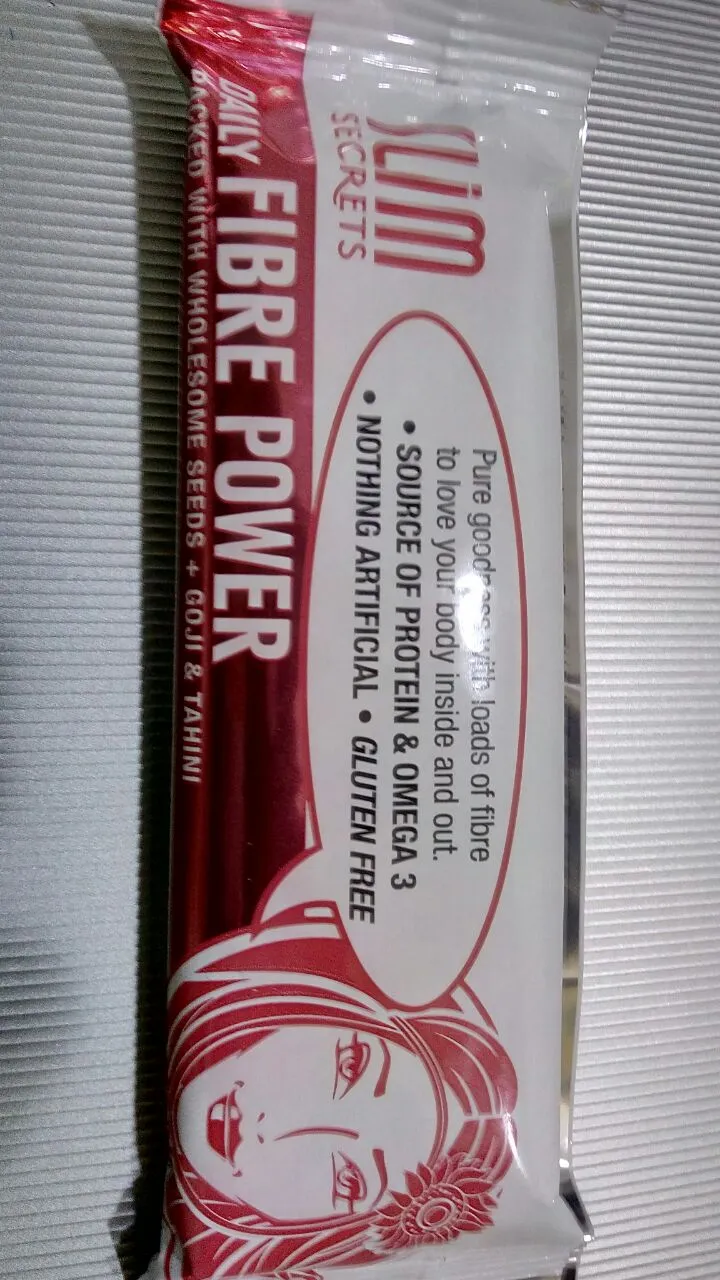 SLiM
SECRETS
Pure goodness with loads of fibre
to love your body inside and out.
• SOURCE OF PROTEIN & OMEGA 3
• NOTHING ARTIFICIAL • GLUTEN FREE
DAILY FIBRE POWER
PACKED WITH WHOLESOME SEEDS + GOJI & TAHINI